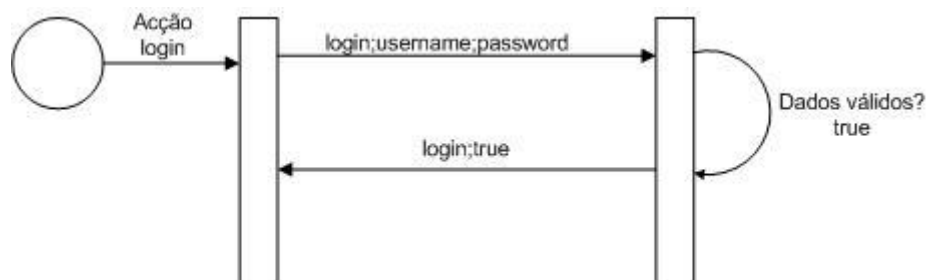 Acção
login
login;username;password
Dados válidos?
true
login;true